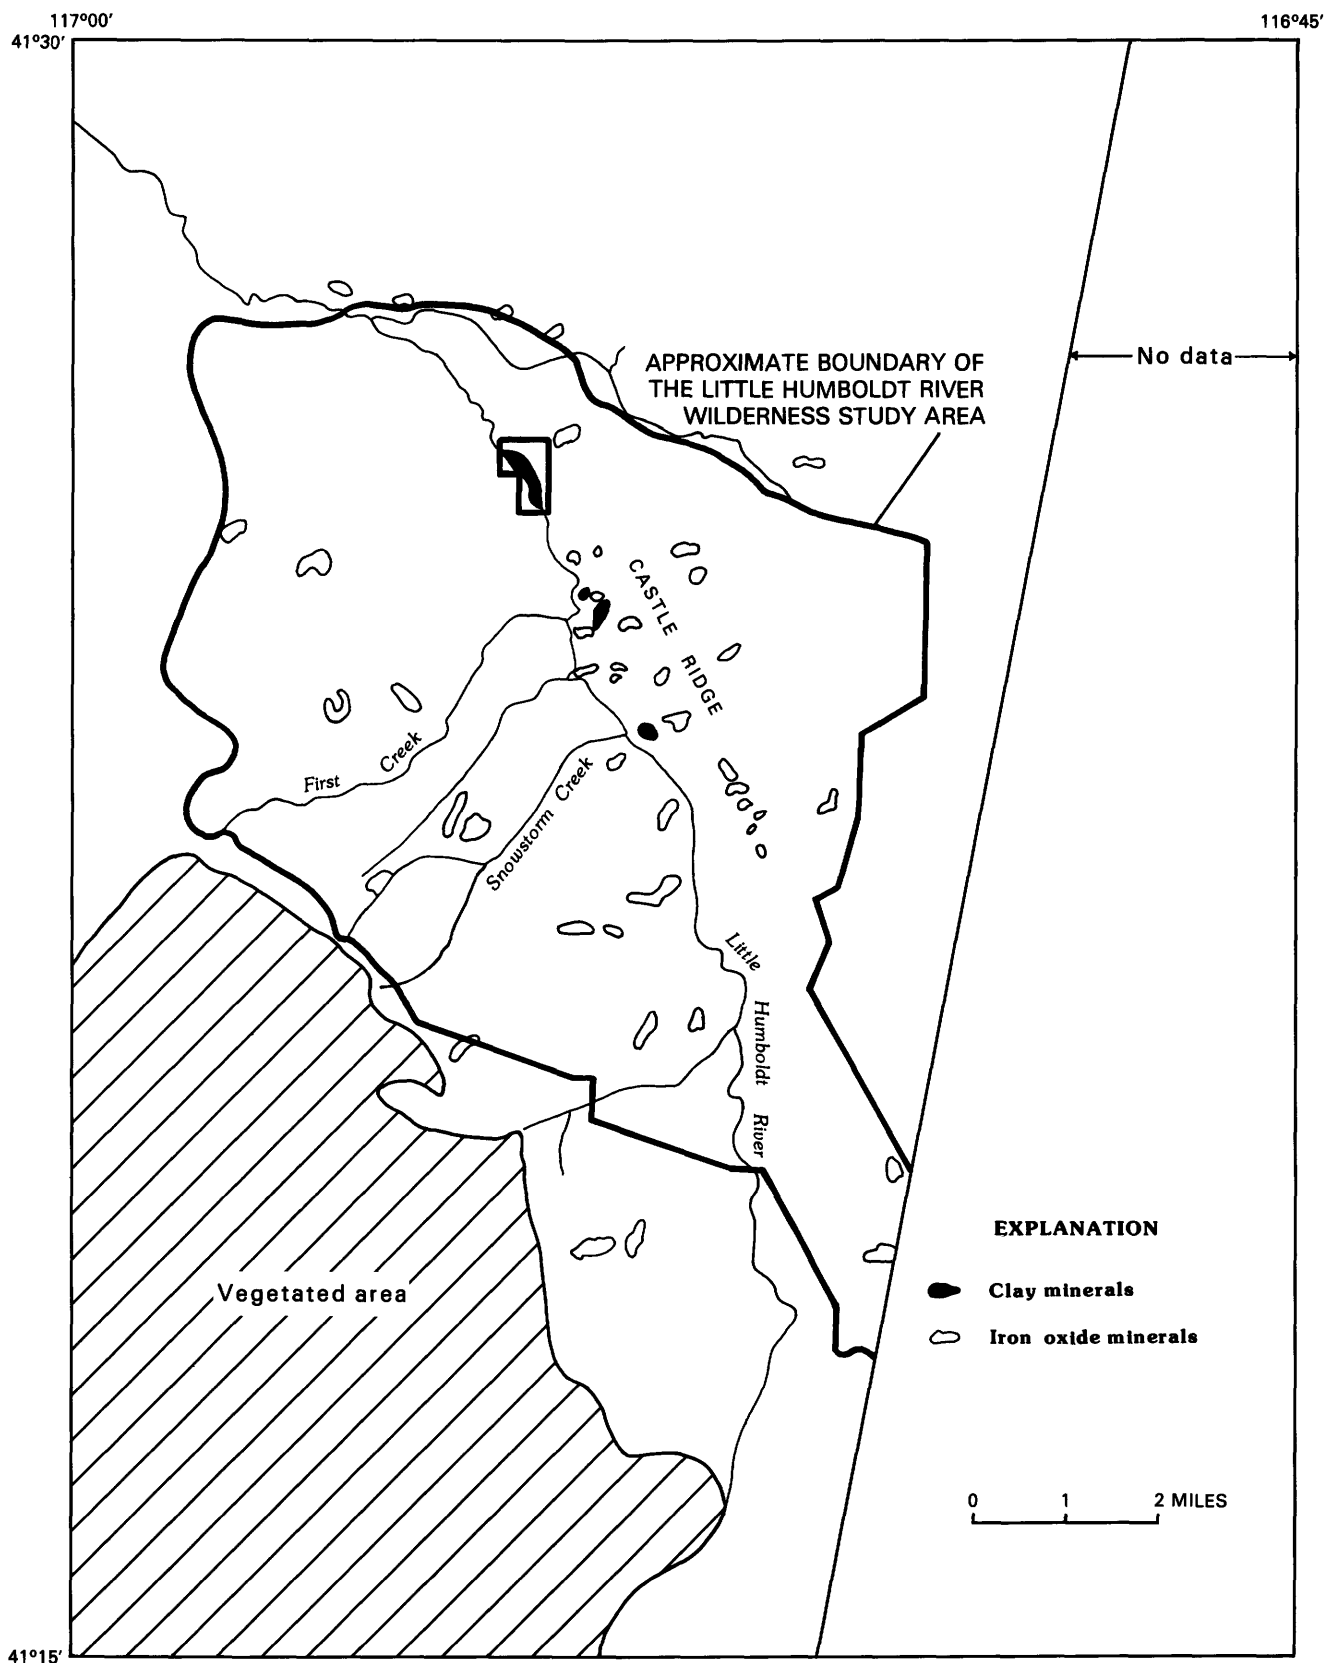 117°00′
116°45′
41°30′
APPROXIMATE BOUNDARY OF
THE LITTLE HUMBOLDT RIVER
WILDERNESS STUDY AREA
No data
CASTLE RIDGE
First Creek
Snowstorm Creek
Little Humboldt River
Vegetated area
EXPLANATION
Clay minerals
Iron oxide minerals
0 1 2 MILES
41°15′